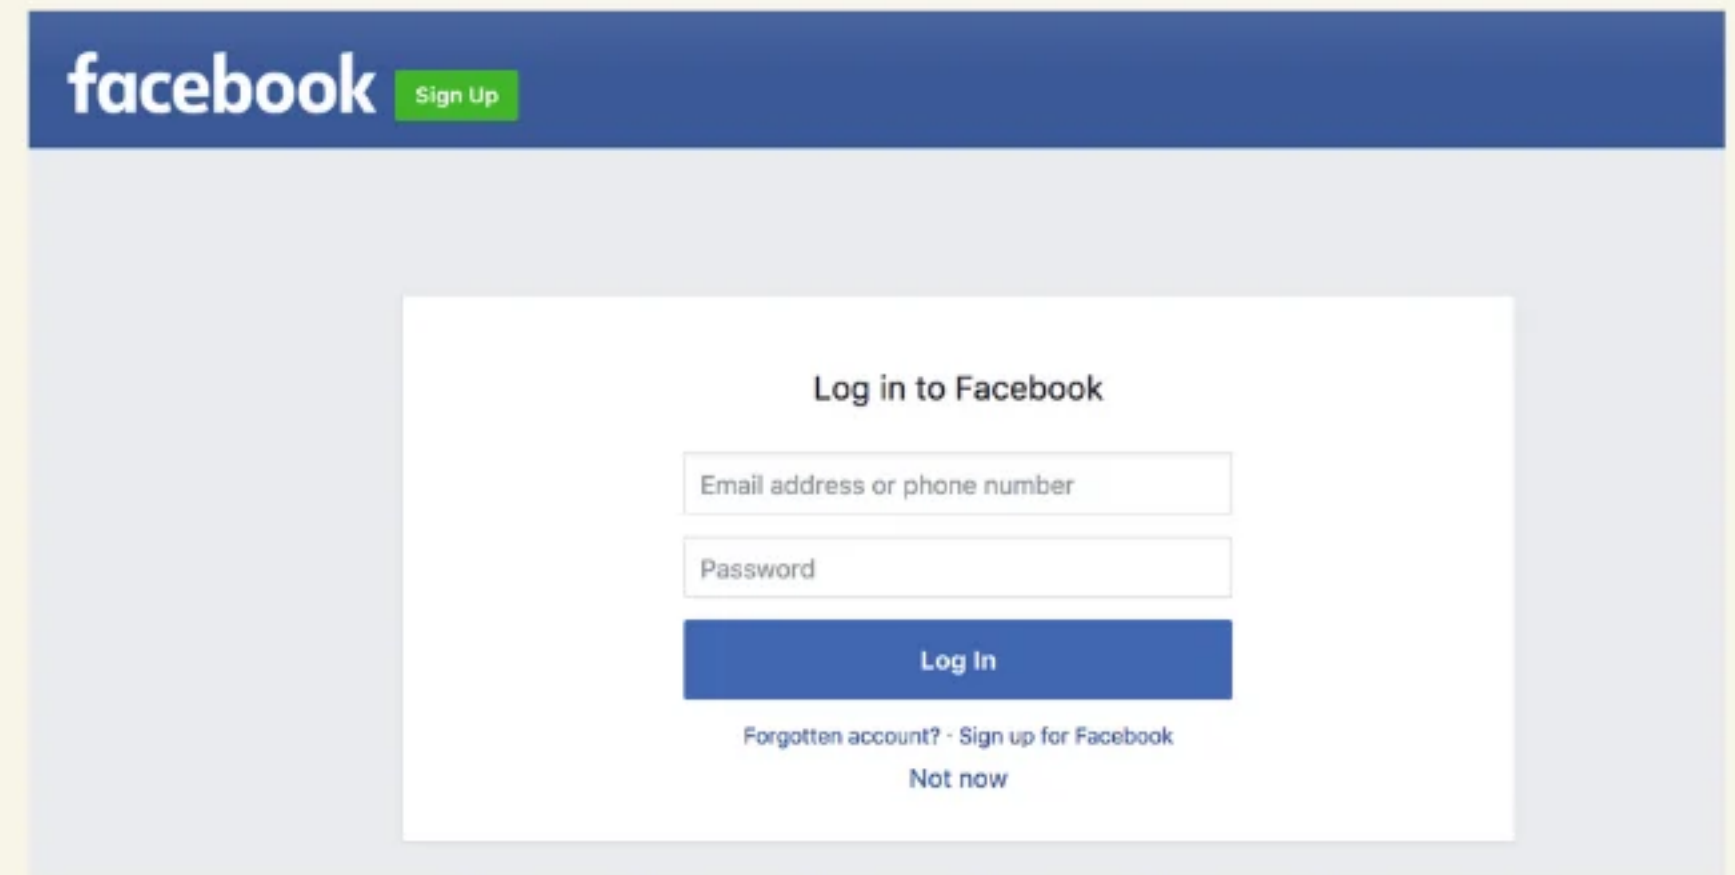 facebook Sign Up
Log in to Facebook
Email address or phone number
Password
Log In
Forgotten account? · Sign up for Facebook
Not now